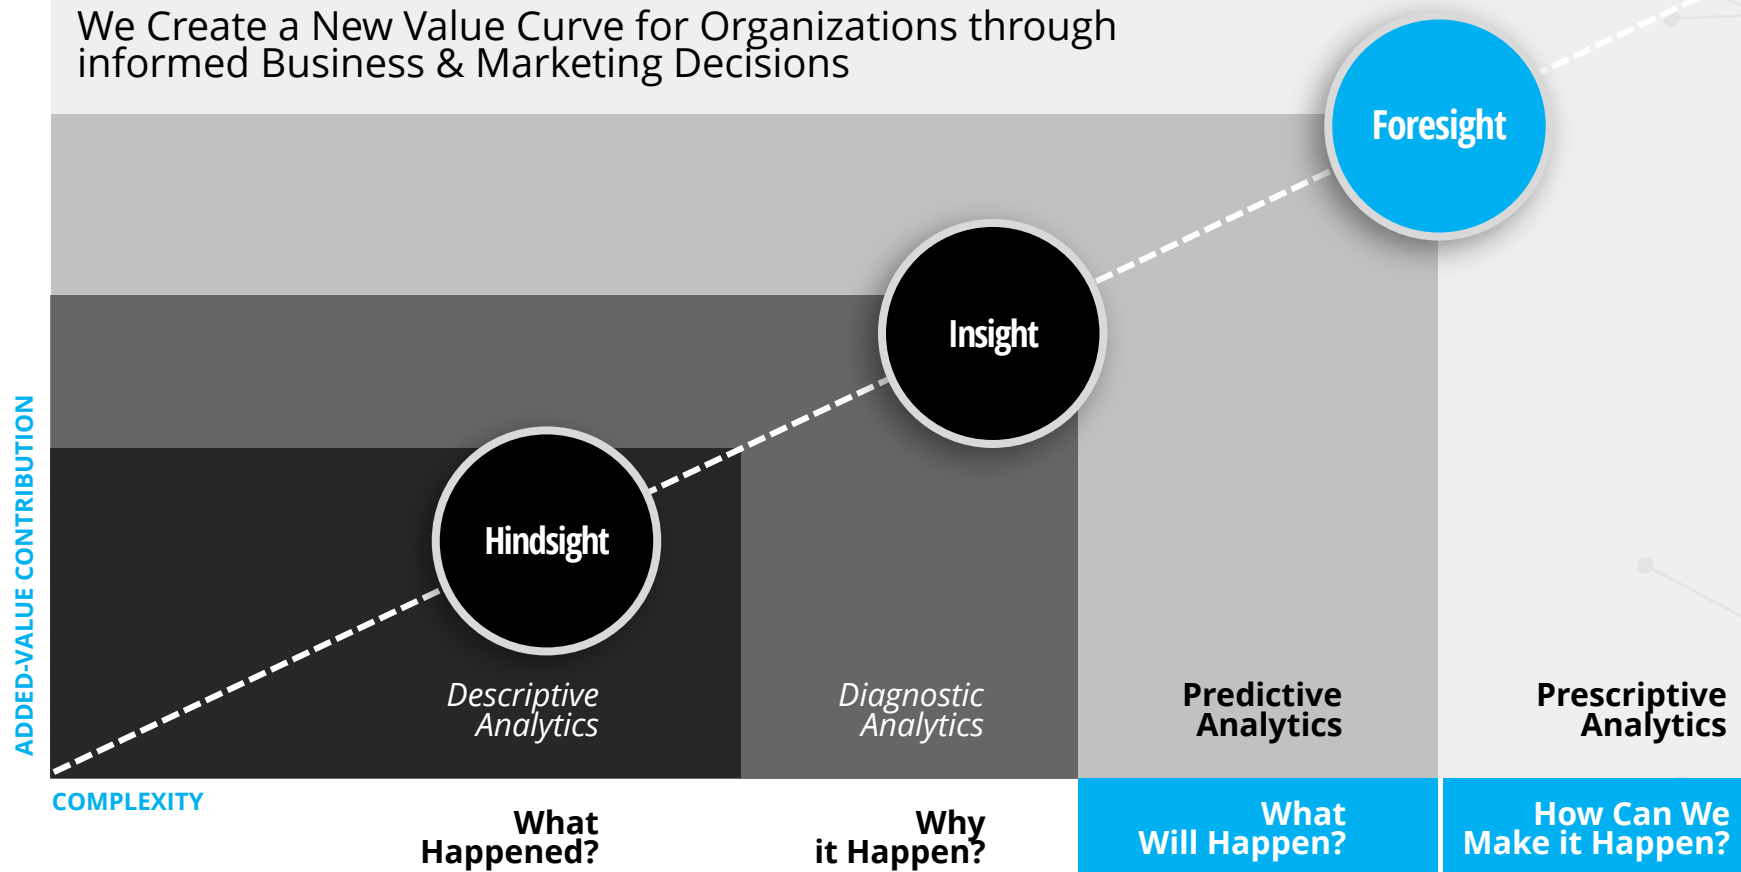 We Create a New Value Curve for Organizations through
informed Business & Marketing Decisions
Foresight
Insight
Hindsight
ADDED-VALUE CONTRIBUTION
Descriptive
Analytics
Diagnostic
Analytics
Predictive
Analytics
Prescriptive
Analytics
COMPLEXITY
What
Happened?
Why
it Happen?
What
Will Happen?
How Can We
Make it Happen?